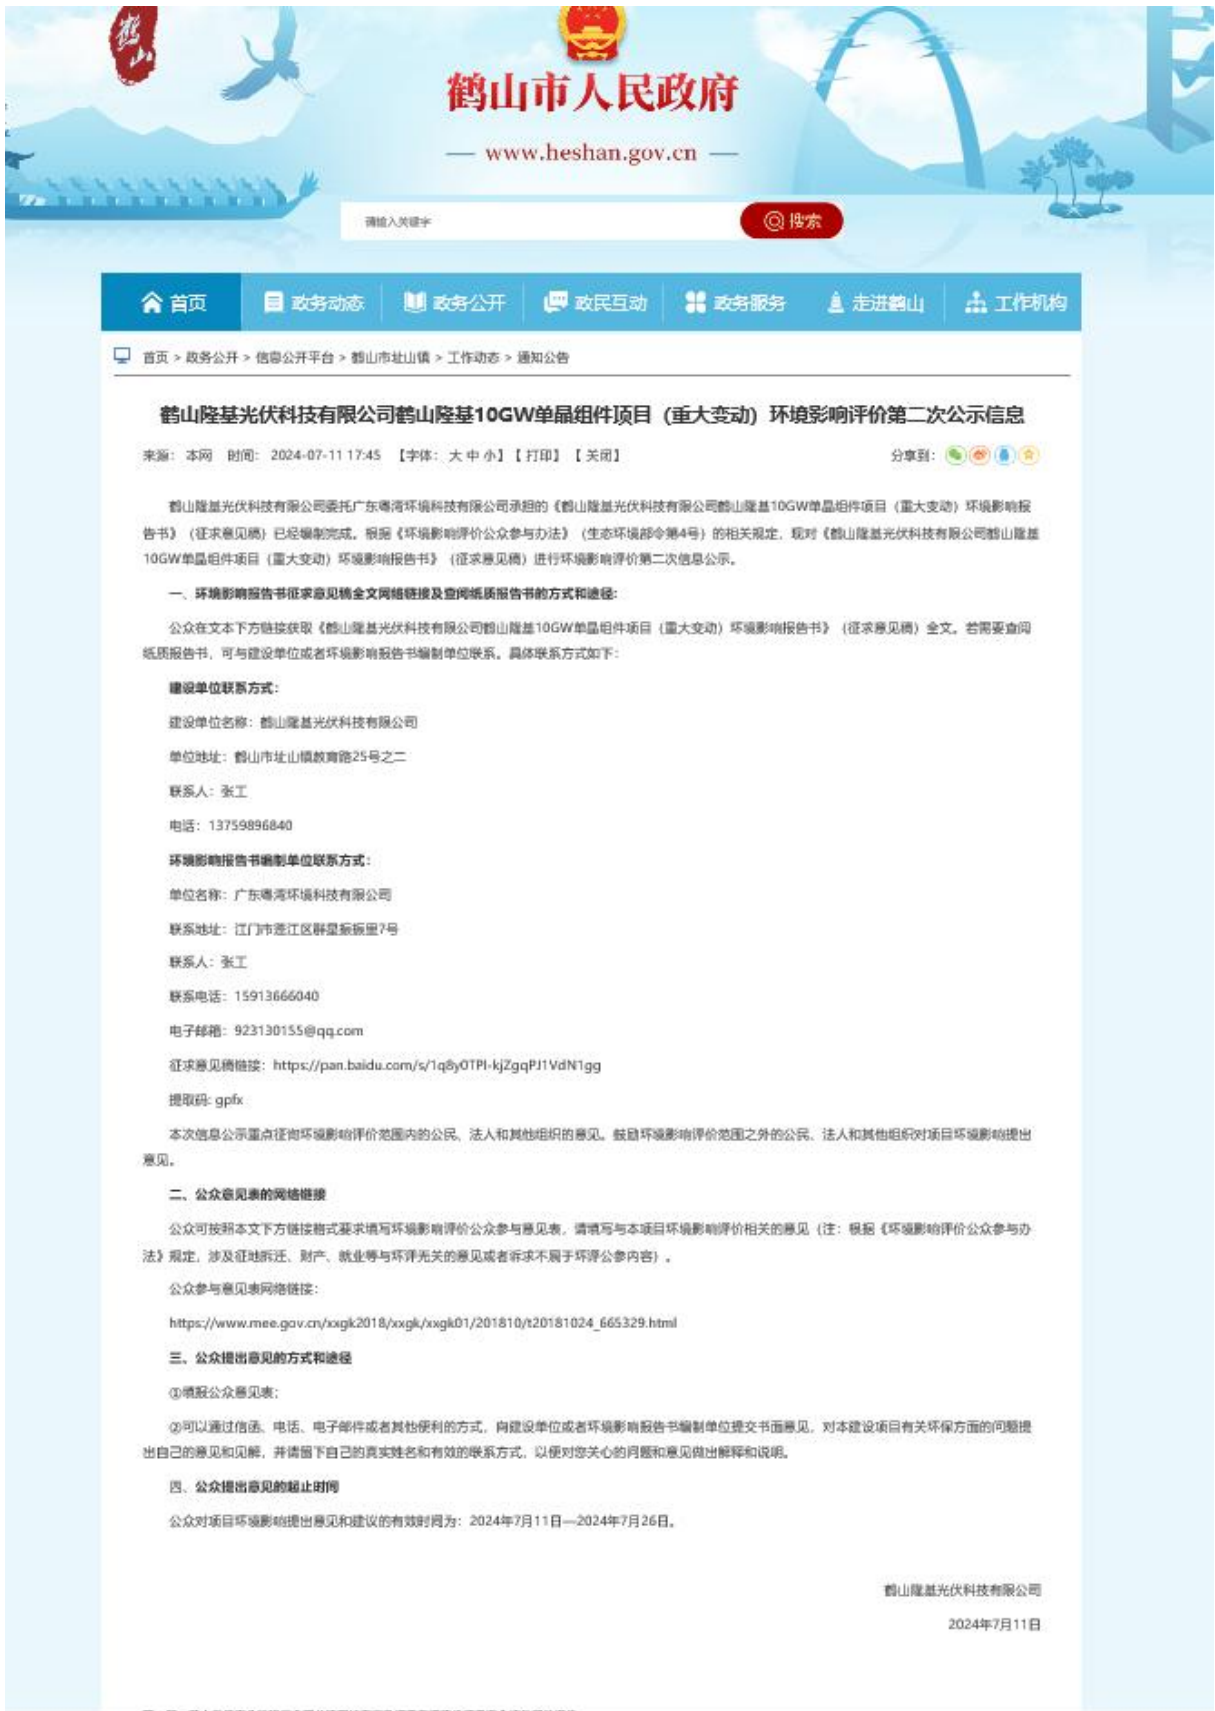 鹤山
鹤山市人民政府
— www.heshan.gov.cn —
请输入关键字
搜索
首页 政务动态 政务公开 政民互动 政务服务 走进鹤山 工作机构
首页 > 政务公开 > 信息公开平台 > 鹤山市址山镇 > 工作动态 > 通知公告
鹤山隆基光伏科技有限公司鹤山隆基10GW单晶组件项目（重大变动）环境影响评价第二次公示信息
来源： 本网 时间： 2024-07-11 17:45 【字体： 大 中 小】【 打印】 【 关闭】 分享到：
鹤山隆基光伏科技有限公司委托广东粤湾环境科技有限公司承担的《鹤山隆基光伏科技有限公司鹤山隆基10GW单晶组件项目（重大变动）环境影响报
告书》（征求意见稿）已经编制完成。根据《环境影响评价公众参与办法》（生态环境部令第4号）的相关规定，现对《鹤山隆基光伏科技有限公司鹤山隆基
10GW单晶组件项目（重大变动）环境影响报告书》（征求意见稿）进行环境影响评价第二次信息公示。
一、环境影响报告书征求意见稿全文网络链接及查阅纸质报告书的方式和途径：
公众在文本下方链接获取《鹤山隆基光伏科技有限公司鹤山隆基10GW单晶组件项目（重大变动）环境影响报告书》（征求意见稿）全文。若需要查阅
纸质报告书，可与建设单位或者环境影响报告书编制单位联系。具体联系方式如下：
建设单位联系方式：
建设单位名称：鹤山隆基光伏科技有限公司
单位地址：鹤山市址山镇教育路25号之二
联系人：张工
电话：13759896840
环境影响报告书编制单位联系方式：
单位名称：广东粤湾环境科技有限公司
联系地址：江门市蓬江区群星振振里7号
联系人：张工
联系电话：15913666040
电子邮箱：923130155@qq.com
征求意见稿链接：https://pan.baidu.com/s/1q8y0TPl-kjZgqPJ1VdN1gg
提取码: gpfx
本次信息公示重点征询环境影响评价范围内的公民、法人和其他组织的意见。鼓励环境影响评价范围之外的公民、法人和其他组织对项目环境影响提出
意见。
二、公众意见表的网络链接
公众可按照本文下方链接格式要求填写环境影响评价公众参与意见表，请填写与本项目环境影响评价相关的意见（注：根据《环境影响评价公众参与办
法》规定，涉及征地拆迁、财产、就业等与环评无关的意见或者诉求不属于环评公参内容）。
公众参与意见表网络链接：
https://www.mee.gov.cn/xxgk2018/xxgk/xxgk01/201810/t20181024_665329.html
三、公众提出意见的方式和途径
①填报公众意见表；
②可以通过信函、电话、电子邮件或者其他便利的方式，向建设单位或者环境影响报告书编制单位提交书面意见，对本建设项目有关环保方面的问题提
出自己的意见和见解，并请留下自己的真实姓名和有效的联系方式，以便对您关心的问题和意见做出解释和说明。
四、公众提出意见的起止时间
公众对项目环境影响提出意见和建议的有效时间为：2024年7月11日—2024年7月26日。
鹤山隆基光伏科技有限公司
2024年7月11日